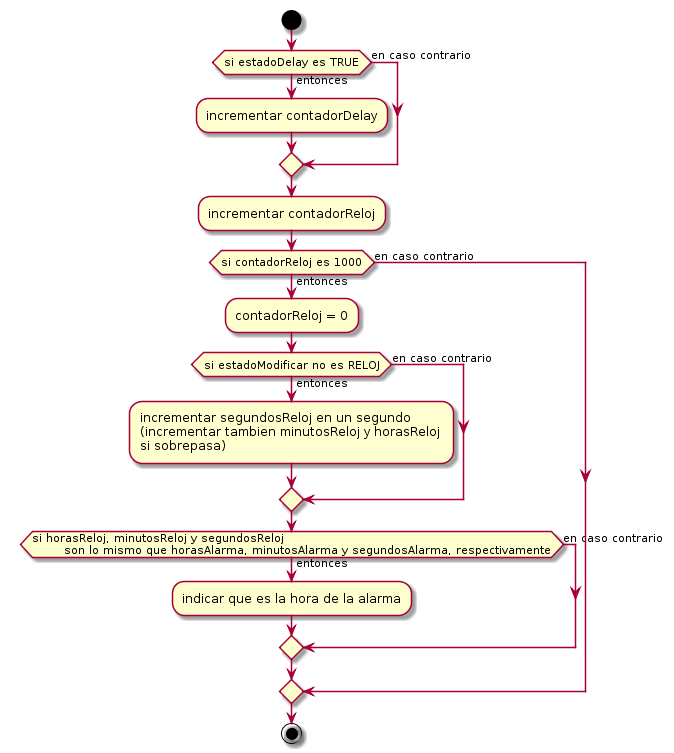 si estadoDelay es TRUE
en caso contrario
entonces
incrementar contadorDelay
incrementar contadorReloj
si contadorReloj es 1000
en caso contrario
entonces
contadorReloj = 0
si estadoModificar no es RELOJ
en caso contrario
entonces
incrementar segundosReloj en un segundo
(incrementar tambien minutosReloj y horasReloj
si sobrepasa)
si horasReloj, minutosReloj y segundosReloj
en caso contrario
son lo mismo que horasAlarma, minutosAlarma y segundosAlarma, respectivamente
entonces
indicar que es la hora de la alarma